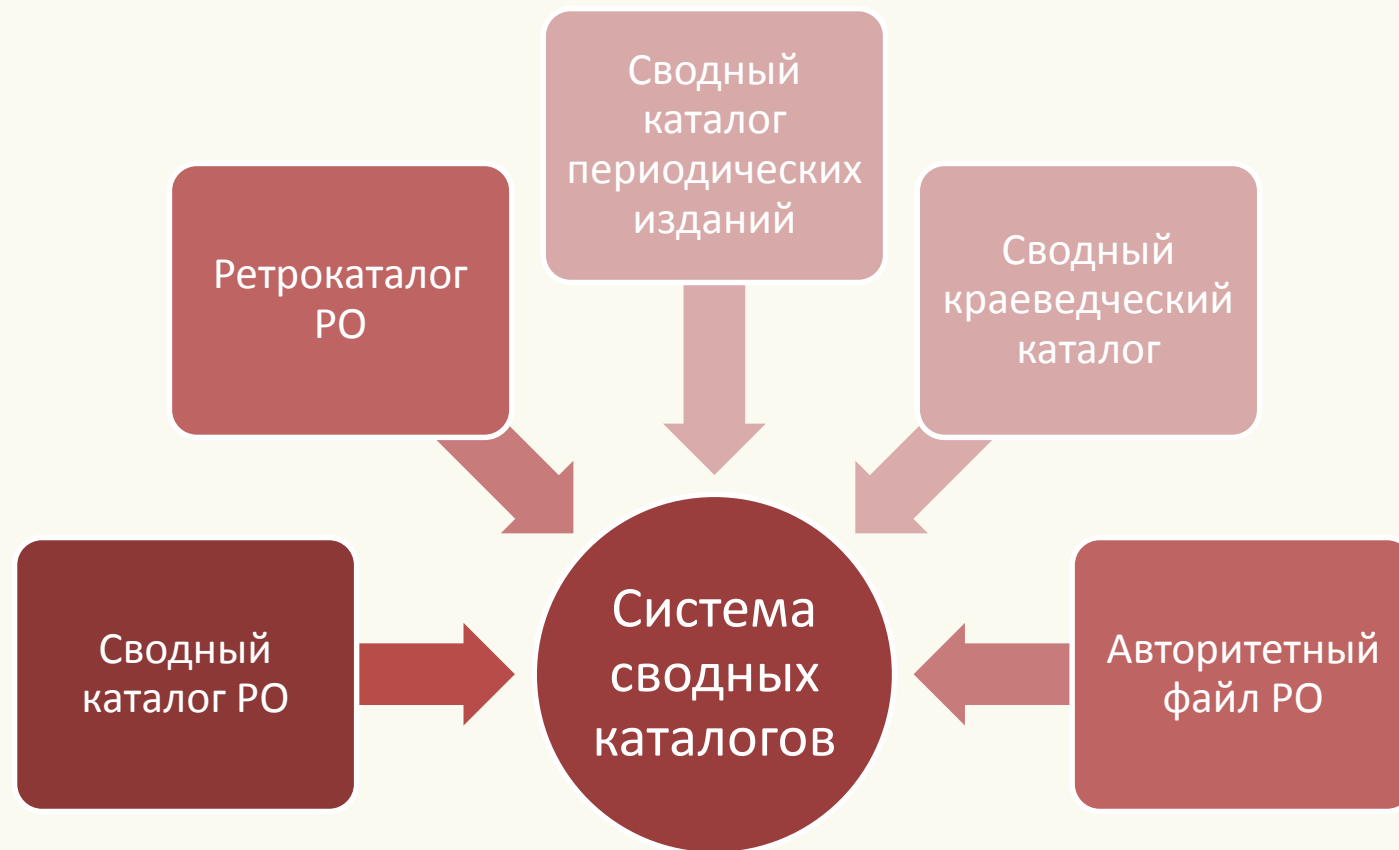 Сводный
каталог
периодических
изданий
Ретрокаталог
РО
Сводный
краеведческий
каталог
Сводный
каталог РО
Система
сводных
каталогов
Авторитетный
файл РО